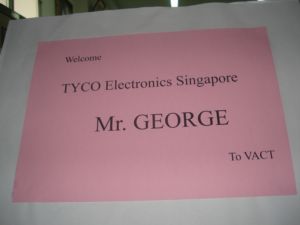 Welcome
TYCO Electronics Singapore
Mr. GEORGE
To VACT